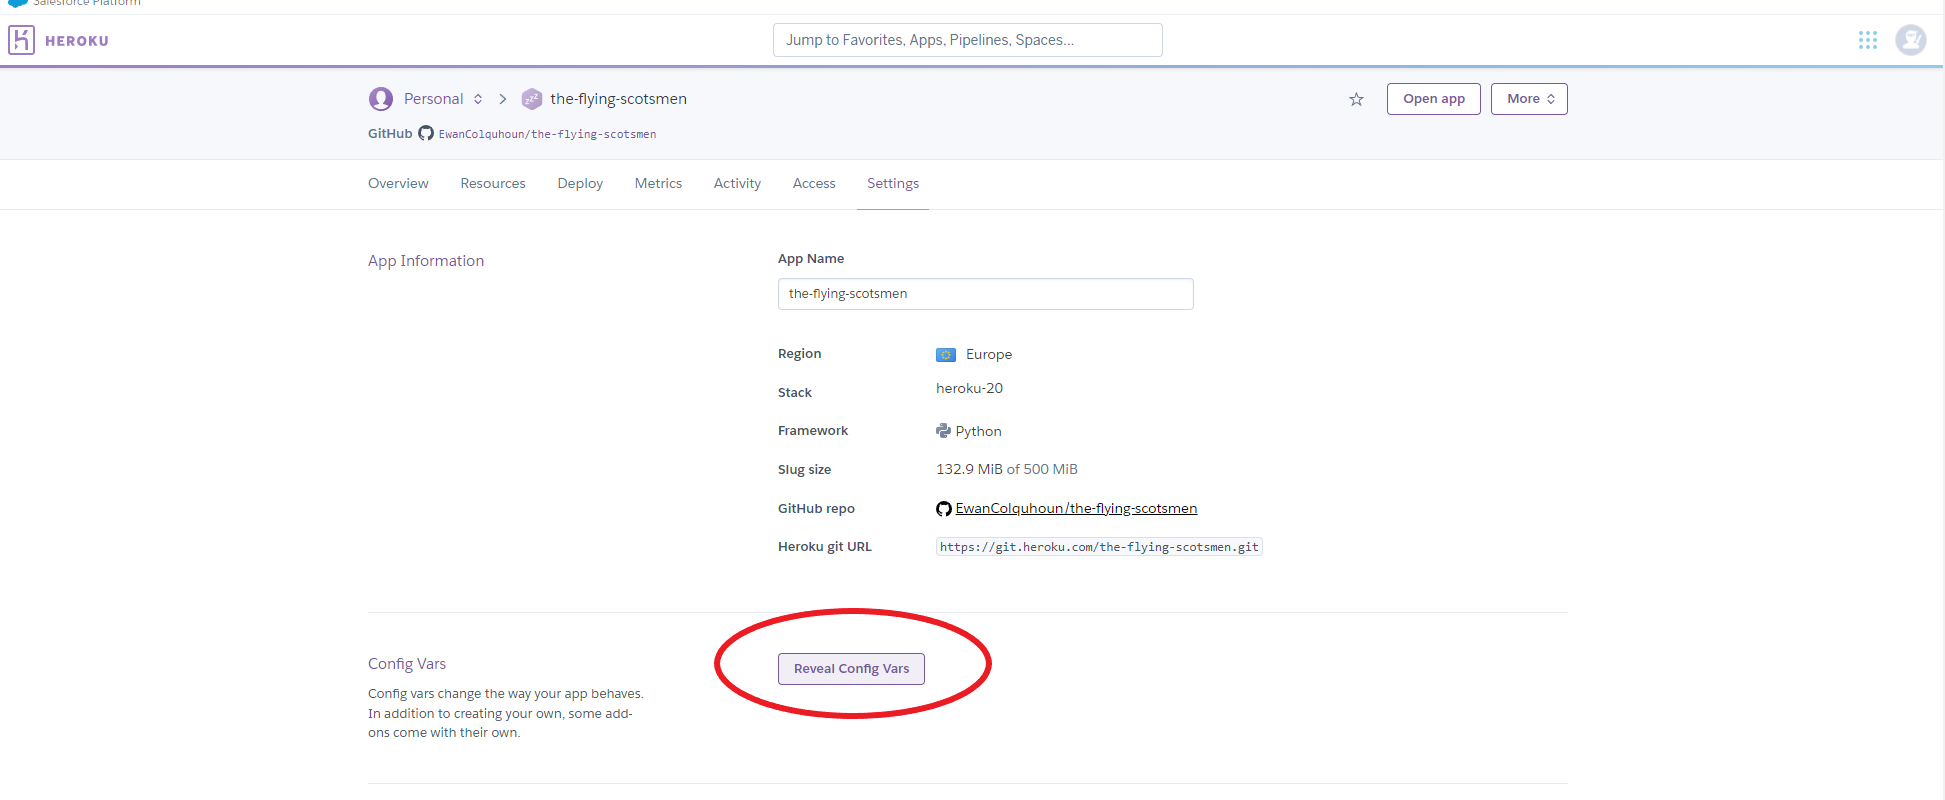 Salesforce Platform
HEROKU
Jump to Favorites, Apps, Pipelines, Spaces...
Personal
zzz
the-flying-scotsmen
Open app
More
GitHub EwanColquhoun/the-flying-scotsmen
Overview Resources Deploy Metrics Activity Access Settings
App Information
App Name
the-flying-scotsmen
Region Europe
Stack heroku-20
Framework Python
Slug size 132.9 MiB of 500 MiB
GitHub repo EwanColquhoun/the-flying-scotsmen
Heroku git URL https://git.heroku.com/the-flying-scotsmen.git
Config Vars
Config vars change the way your app behaves.
In addition to creating your own, some add-
ons come with their own.
Reveal Config Vars